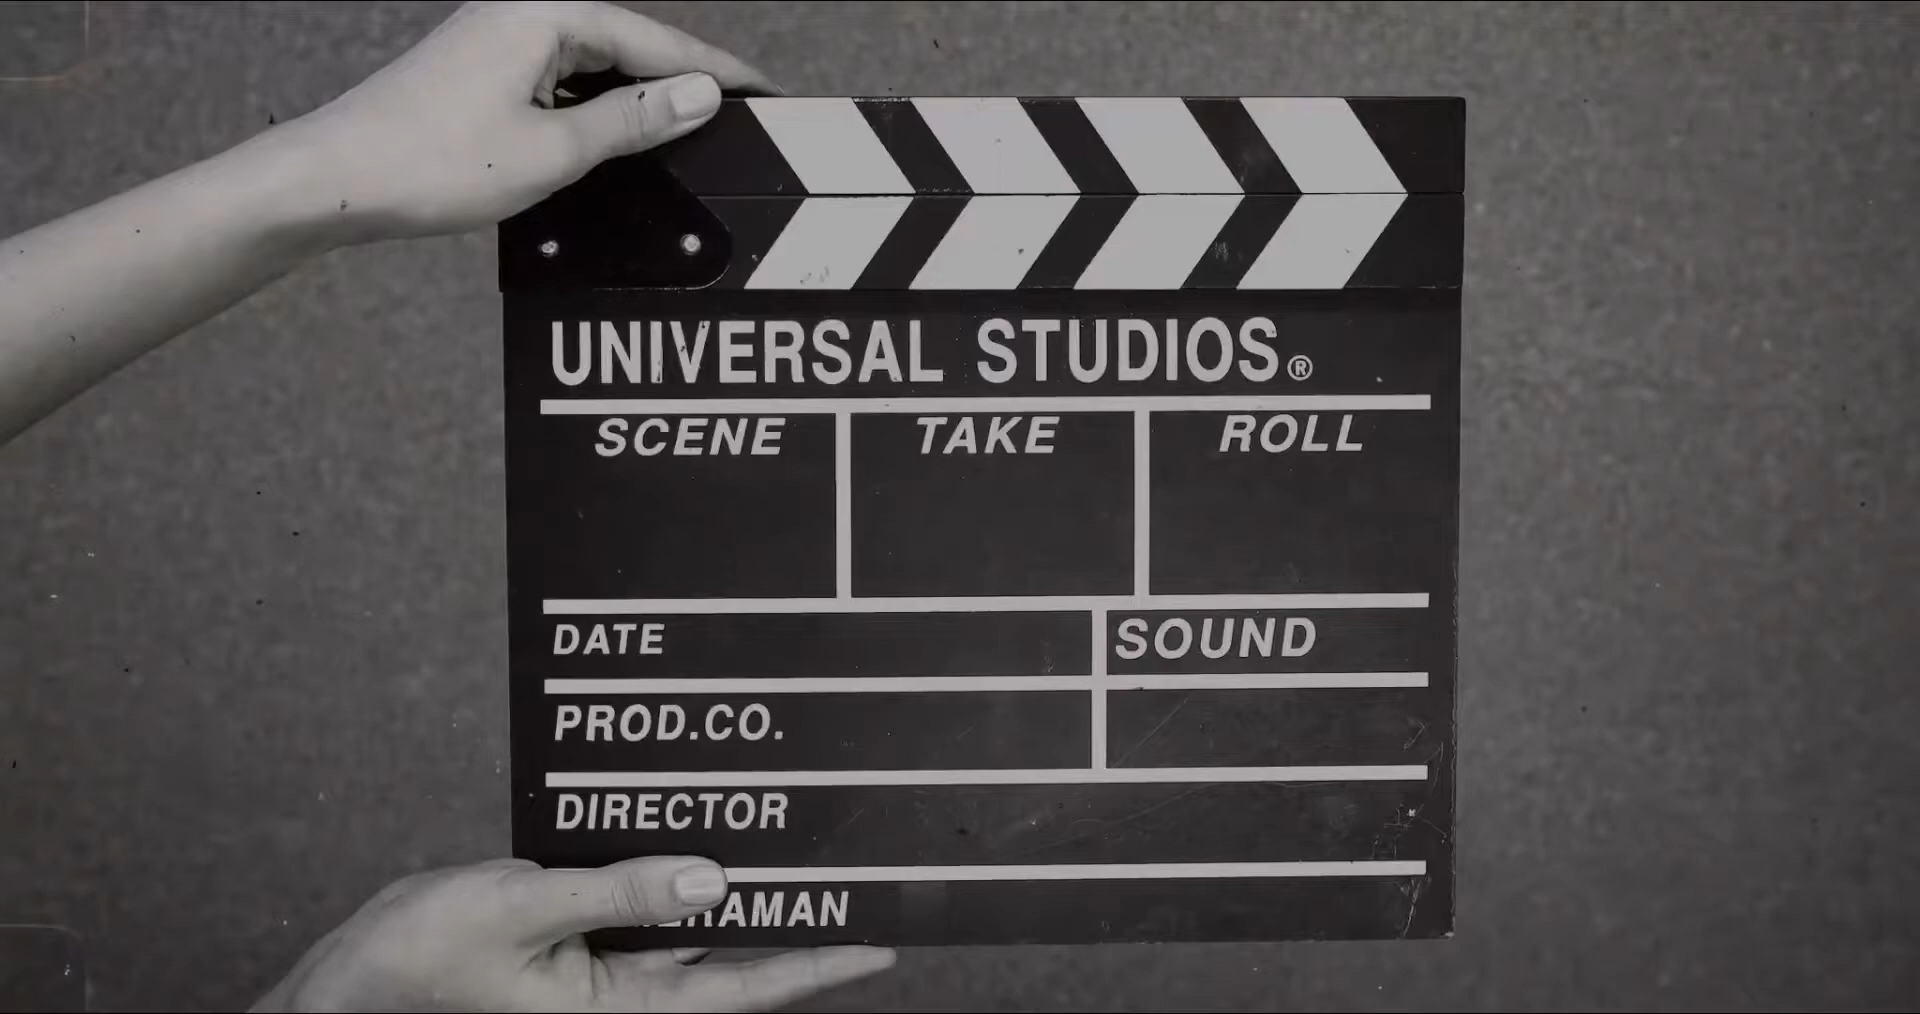 UNIVERSAL STUDIOS®
SCENE TAKE ROLL
DATE SOUND
PROD.CO.
DIRECTOR